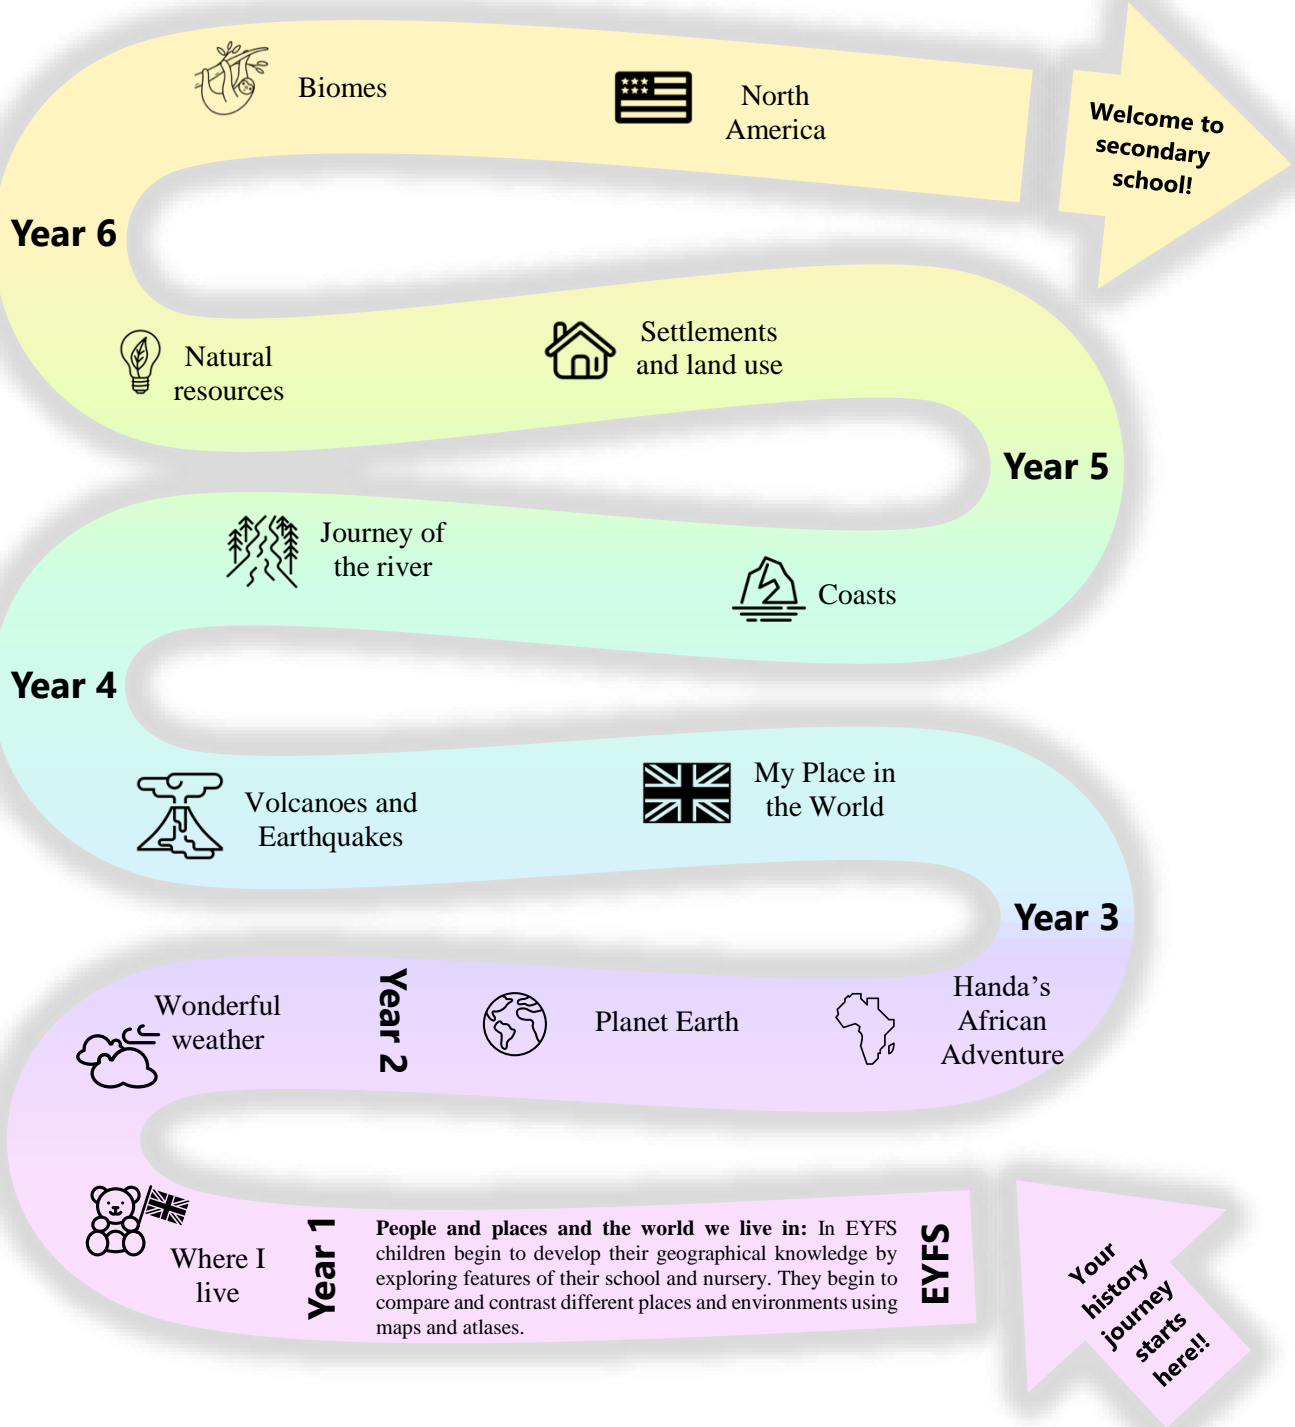 Biomes
North
America
Welcome to
secondary
school!
Year 6
Natural
resources
Settlements
and land use
Year 5
Journey of
the river
Coasts
Year 4
Volcanoes and
Earthquakes
My Place in
the World
Year 3
Wonderful
weather
Year 2
Planet Earth
Handa’s
African
Adventure
Where I
live
Year 1
People and places and the world we live in: In EYFS
children begin to develop their geographical knowledge by
exploring features of their school and nursery. They begin to
compare and contrast different places and environments using
maps and atlases.
EYFS
Your
history
journey
starts
here!!